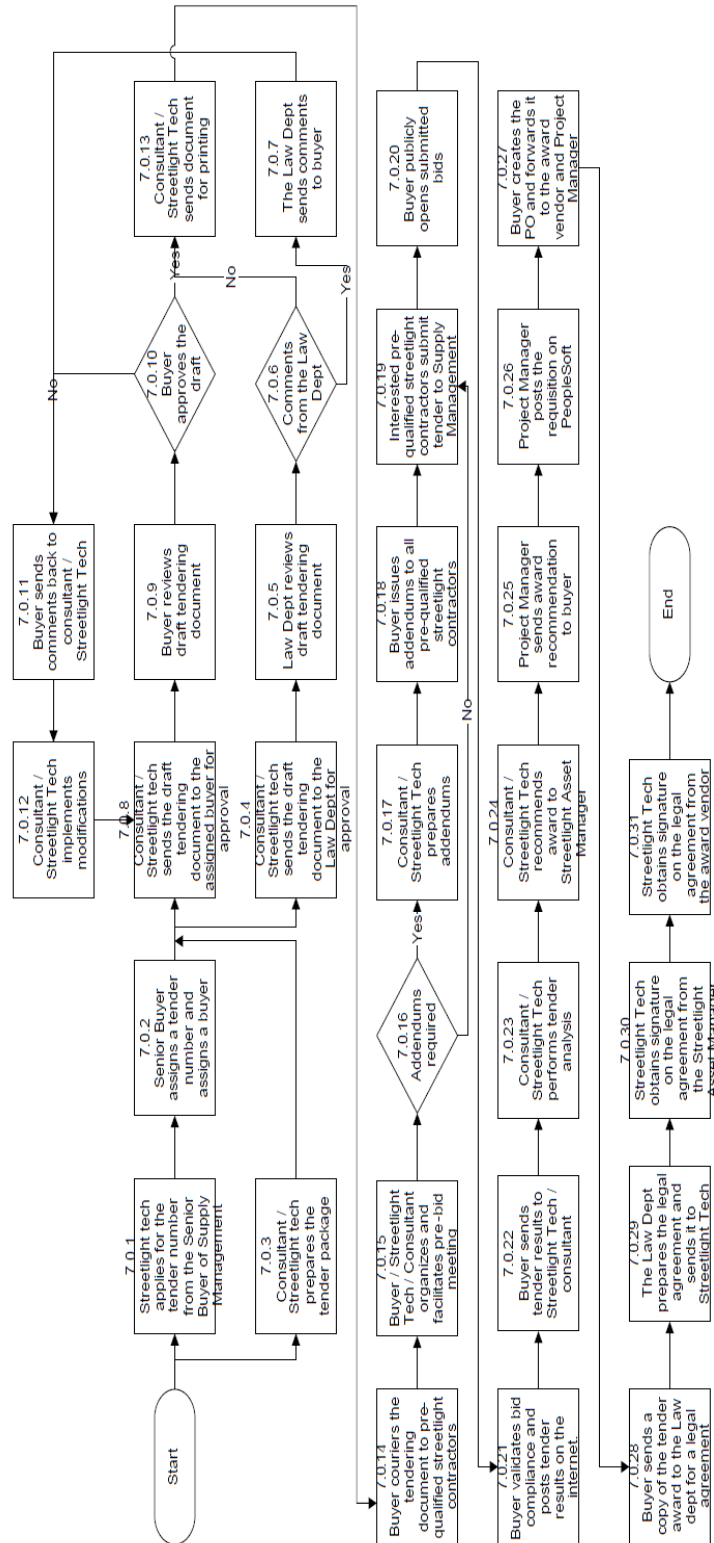 Start
7.0.1
Streetlight tech
applies for the
tender number
from the Senior
Buyer of Supply
Management
7.0.2
Senior Buyer
assigns a tender
number and
assigns a buyer
7.0.3
Consultant /
Streetlight tech
prepares the
tender package
7.0.12
Consultant /
Streetlight Tech
implements
modifications
7.0.11
Buyer sends
comments back to
consultant /
Streetlight Tech
No
7.0.8
Consultant /
Streetlight tech
sends the draft
tendering
document to the
assigned buyer for
approval
7.0.9
Buyer reviews
draft tendering
document
7.0.10
Buyer
approves the
draft
Yes
7.0.13
Consultant /
Streetlight Tech
sends document
for printing
7.0.4
Consultant /
Streetlight tech
sends the draft
tendering
document to the
Law Dept for
approval
7.0.5
Law Dept reviews
draft tendering
document
7.0.6
Comments
from the Law
Dept
No
Yes
7.0.7
The Law Dept
sends comments
to buyer
7.0.14
Buyer couriers the
tendering
document to pre-
qualified streetlight
contractors
7.0.15
Buyer / Streetlight
Tech / Consultant
organizes and
facilitates pre-bid
meeting
7.0.16
Addendums
required
Yes
No
7.0.17
Consultant /
Streetlight Tech
prepares
addendums
7.0.18
Buyer issues
addendums to all
pre-qualified
streetlight
contractors
7.0.19
Interested pre-
qualified streetlight
contractors submit
tender to Supply
Management
7.0.20
Buyer publicly
opens submitted
bids
7.0.21
Buyer validates bid
compliance and
posts tender
results on the
internet.
7.0.22
Buyer sends
tender results to
Streetlight Tech /
consultant
7.0.23
Consultant /
Streetlight Tech
performs tender
analysis
7.0.24
Consultant /
Streetlight Tech
recommends
award to
Streetlight Asset
Manager
7.0.25
Project Manager
sends award
recommendation
to buyer
7.0.26
Project Manager
posts the
requisition on
PeopleSoft
7.0.27
Buyer creates the
PO and forwards it
to the award
vendor and Project
Manager
7.0.28
Buyer sends a
copy of the tender
award to the Law
dept for a legal
agreement
7.0.29
The Law Dept
prepares the legal
agreement and
sends it to
Streetlight Tech
7.0.30
Streetlight Tech
obtains signature
on the legal
agreement from
the Streetlight
Asset Manager
7.0.31
Streetlight Tech
obtains signature
on the legal
agreement from
the award vendor
End